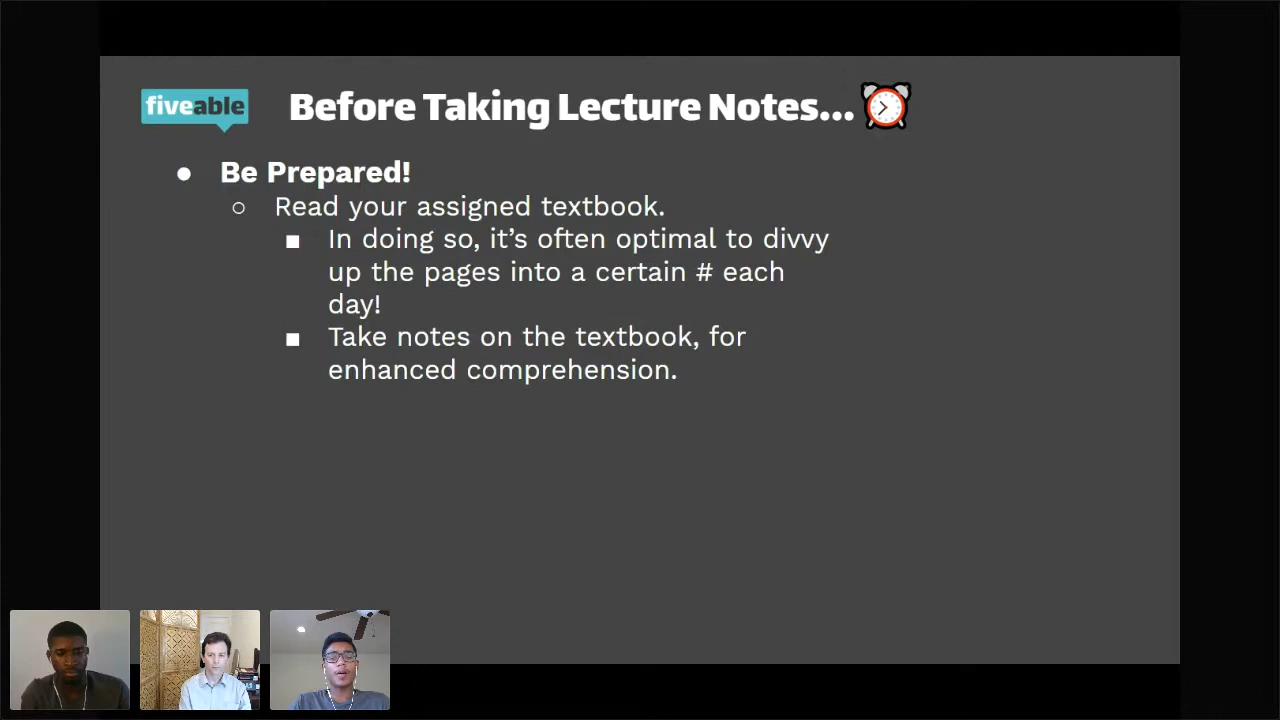 fiveable
Before Taking Lecture Notes...
● Be Prepared!
○ Read your assigned textbook.
■ In doing so, it’s often optimal to divvy
up the pages into a certain # each
day!
■ Take notes on the textbook, for
enhanced comprehension.